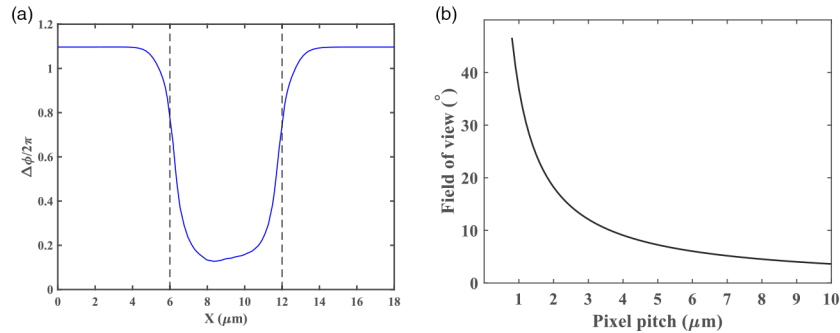 (a)
1.2
1
0.8
0.6
0.4
0.2
0
Δϕ/2π
0 2 4 6 8 10 12 14 16 18
X (μm)
(b)
40
30
20
10
0
Field of view (°)
1 2 3 4 5 6 7 8 9 10
Pixel pitch (μm)